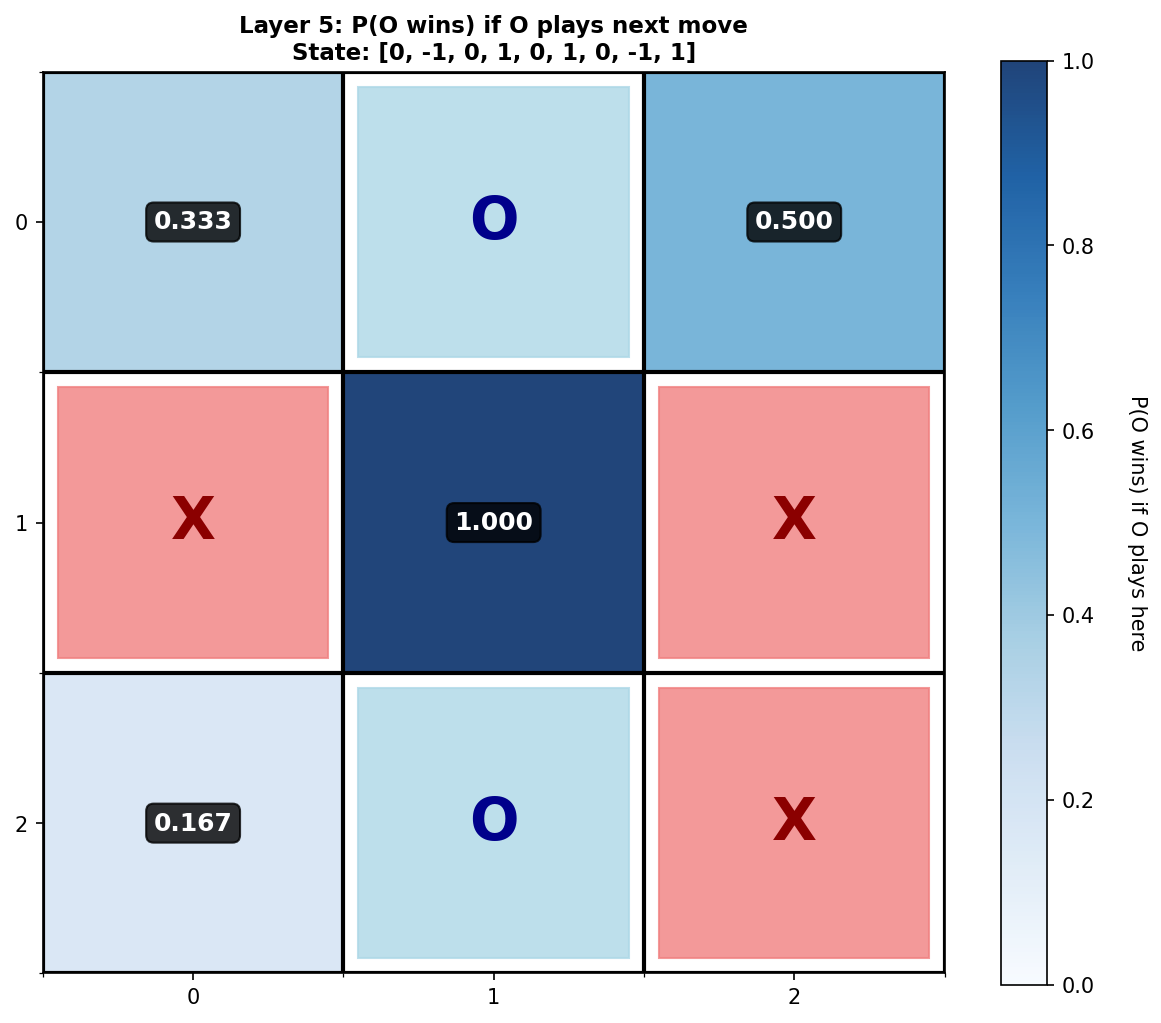 Layer 5: P(O wins) if O plays next move
State: [0, -1, 0, 1, 0, 1, 0, -1, 1]
0.333 O 0.500
X 1.000 X
0.167 O X
0
1
2
0 1 2
1.0
0.8
0.6
0.4
0.2
0.0
P(O wins) if O plays here